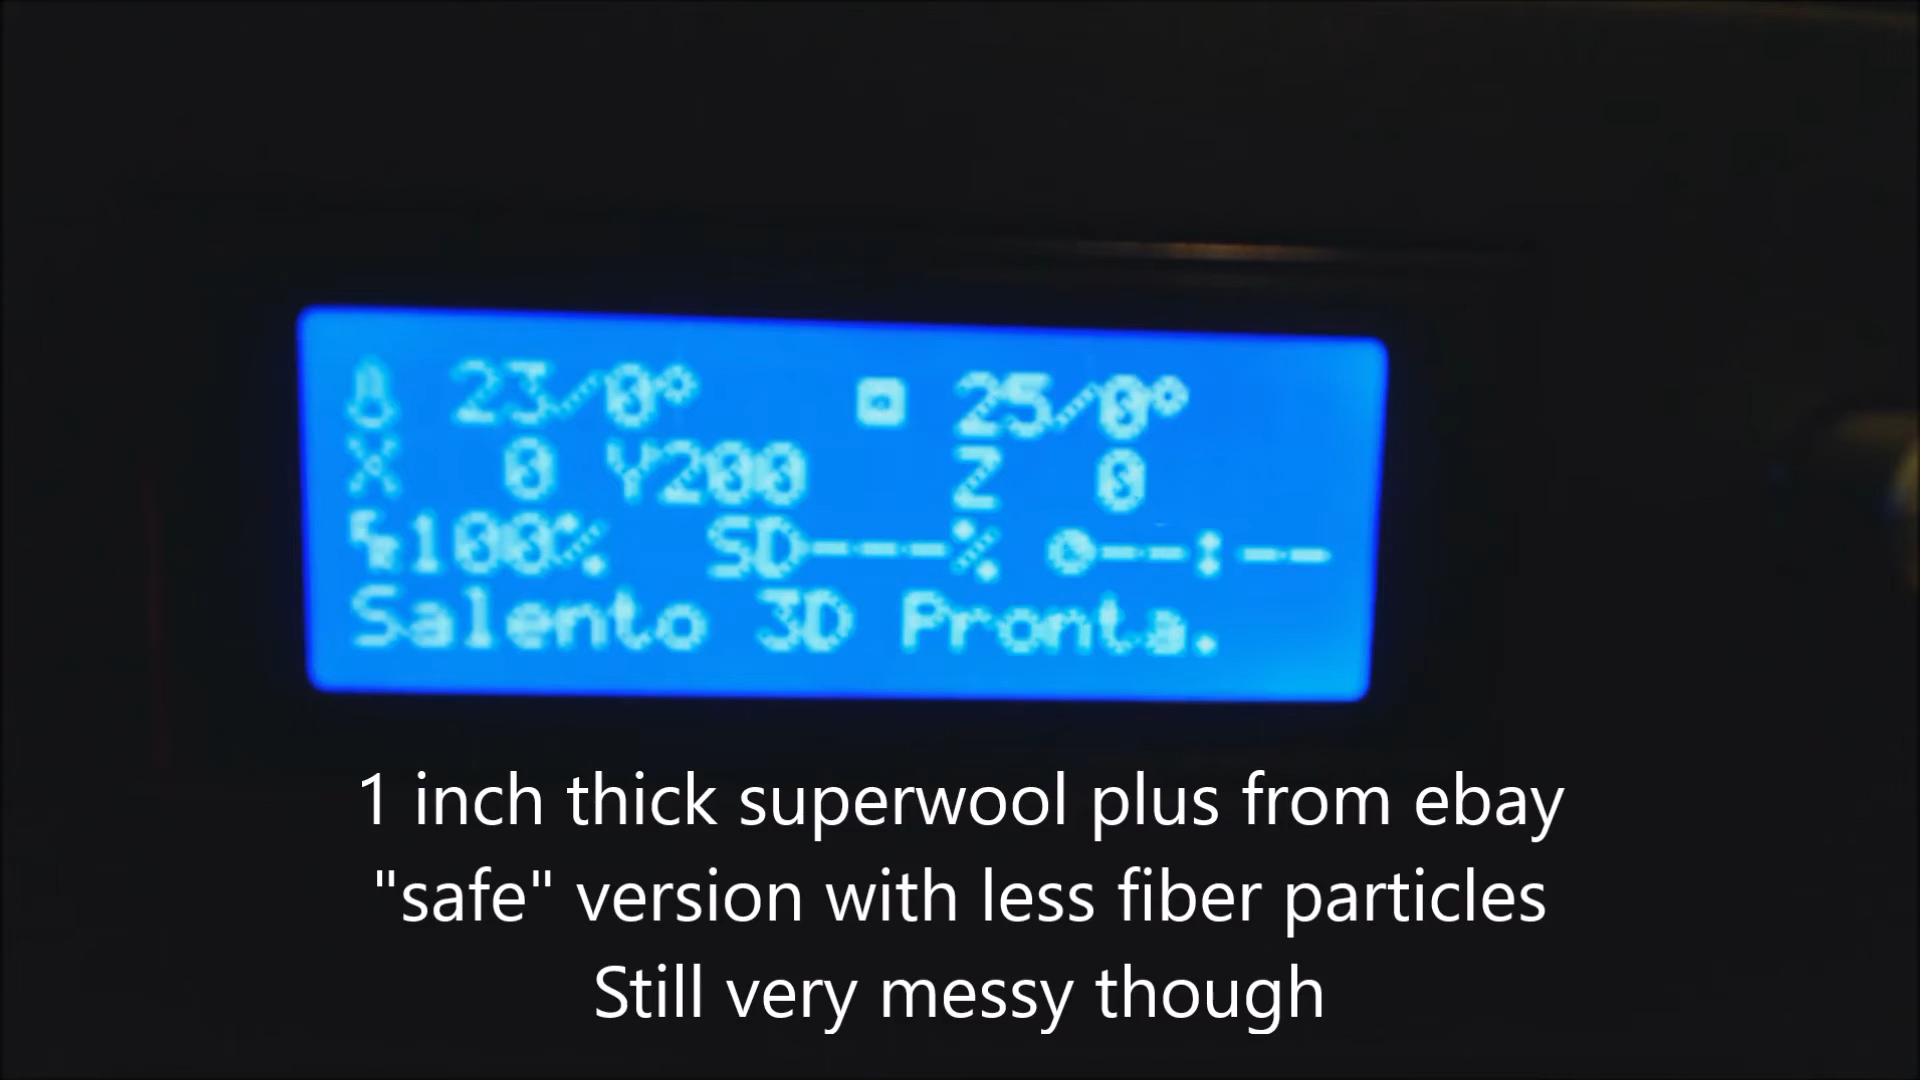 23/0° 25/0°
X 0 Y200 Z 0
FR100% SD---% --:--
Salento 3D Pronta.
1 inch thick superwool plus from ebay
"safe" version with less fiber particles
Still very messy though